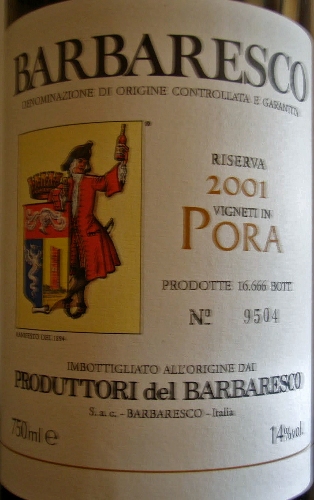 BARBARESCO
DENOMINAZIONE DI ORIGINE CONTROLLATA E GARANTITA
RISERVA
2001
VIGNETI IN
PORA
PRODOTTE 16.666 BOTT.
No. 9504
IMBOTTIGLIATO ALL'ORIGINE DAI
PRODUTTORI del BARBARESCO
S. a c. - BARBARESCO - Italia
750ml e 14%vol.